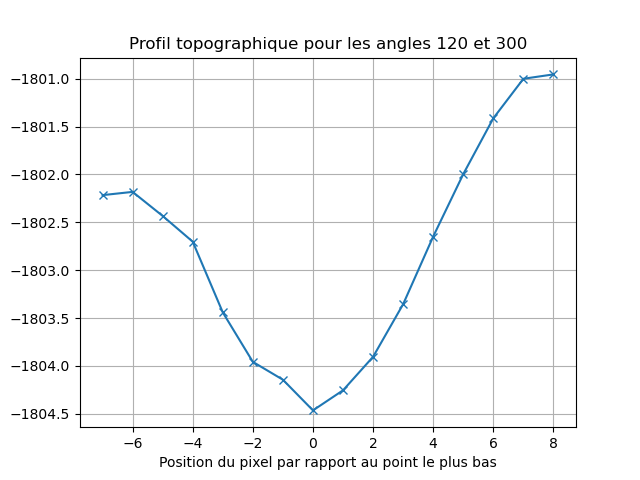 Profil topographique pour les angles 120 et 300
−1801.0
−1801.5
−1802.0
−1802.5
−1803.0
−1803.5
−1804.0
−1804.5
−6 −4 −2 0 2 4 6 8
Position du pixel par rapport au point le plus bas